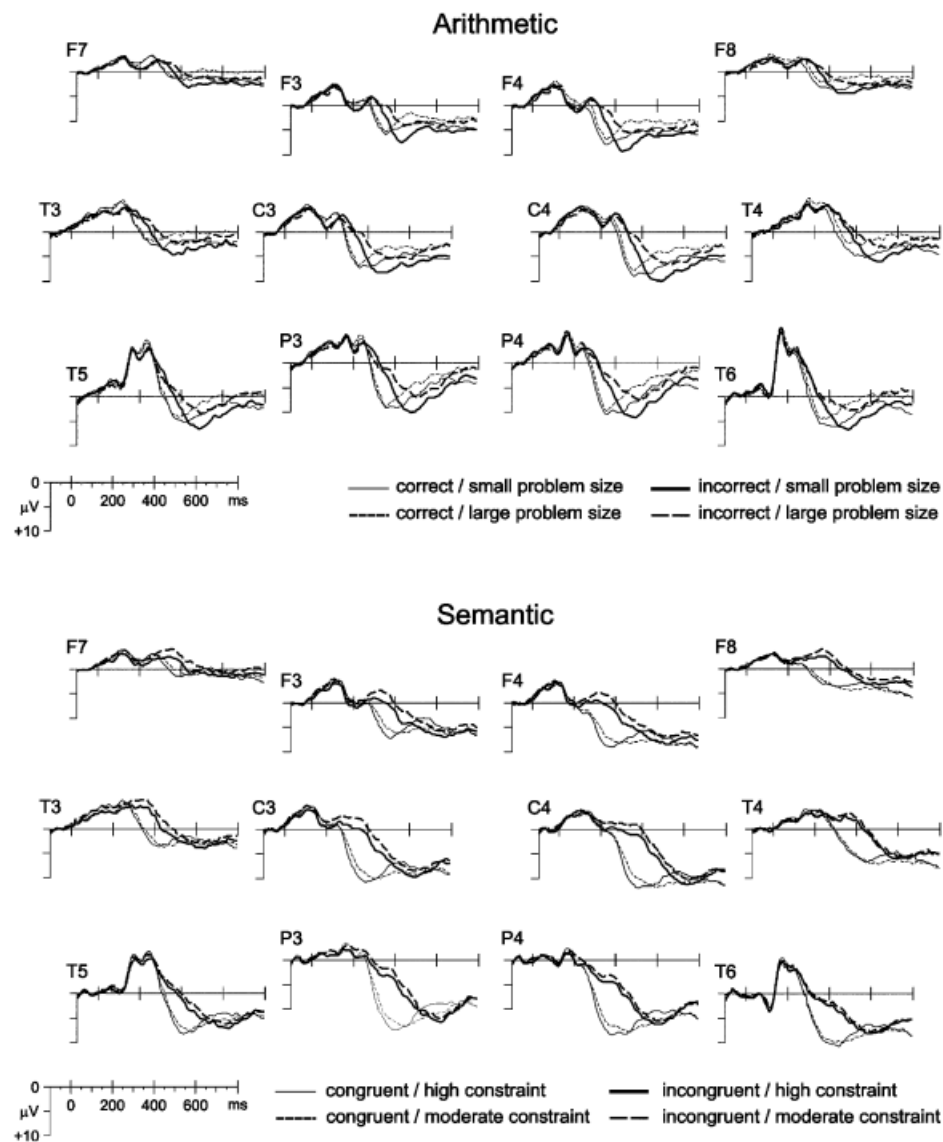 Arithmetic
F7 F8
F3 F4
T3 C3 C4 T4
P3 P4
T5 T6
0
µV
+10
0 200 400 600 ms
correct / small problem size
incorrect / small problem size
correct / large problem size
incorrect / large problem size
Semantic
F7 F8
F3 F4
T3 C3 C4 T4
P3 P4
T5 T6
0
µV
+10
0 200 400 600 ms
congruent / high constraint
incongruent / high constraint
congruent / moderate constraint
incongruent / moderate constraint